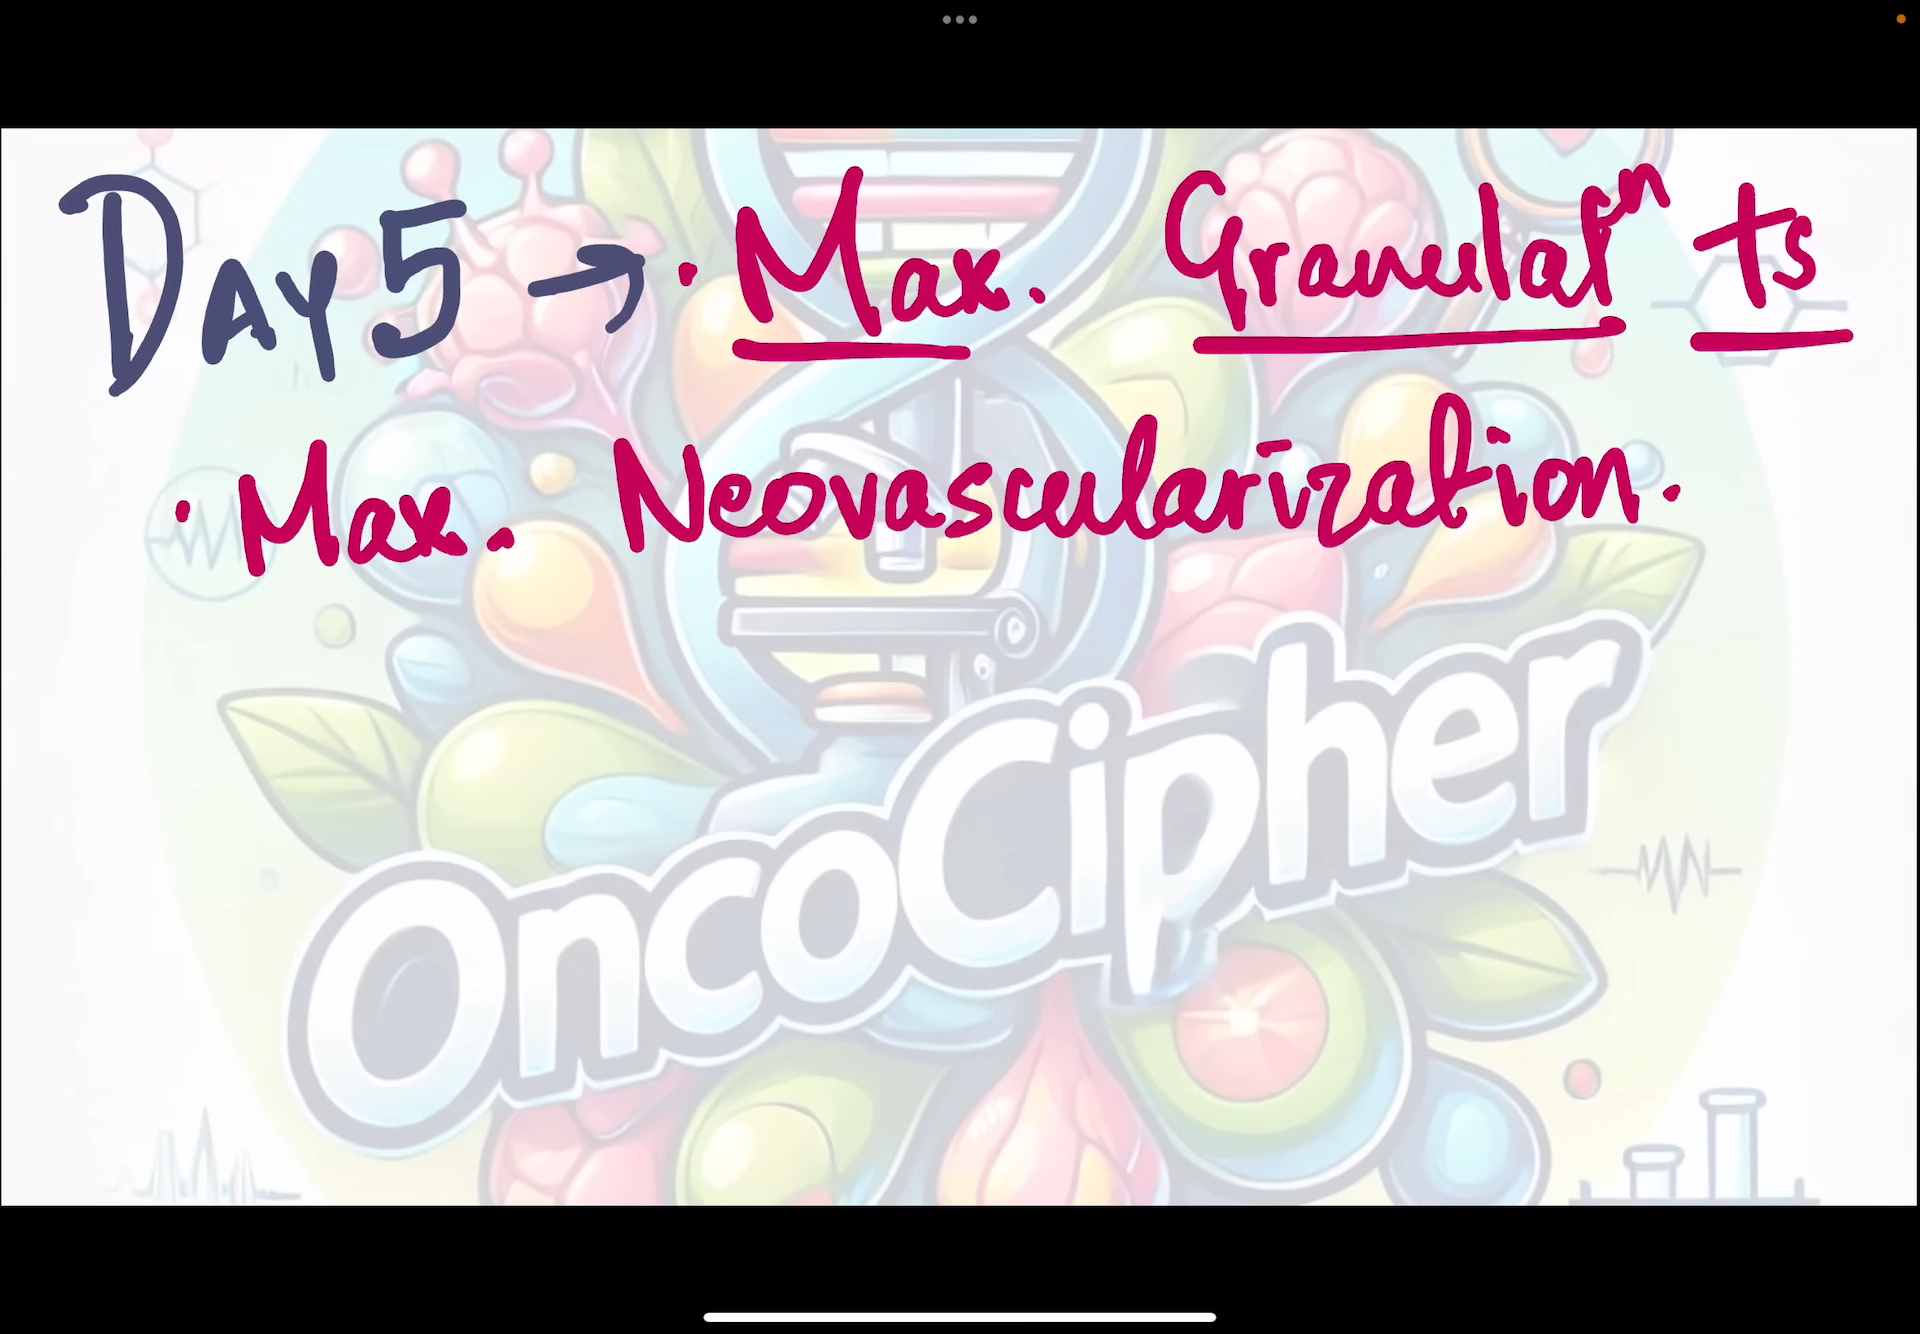 DAY 5 → · Max. Granulatⁿ ts
· Max. Neovascularization.
OncoCipher